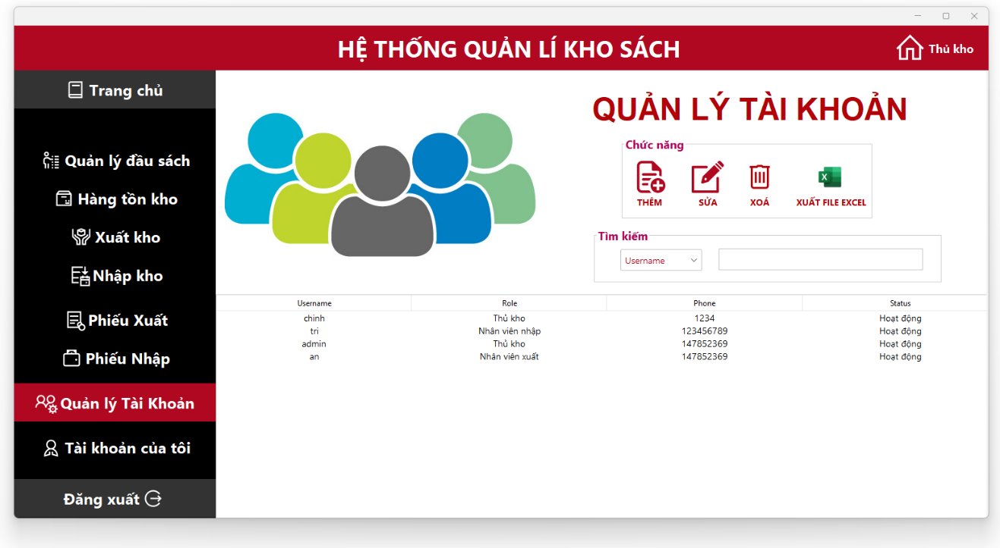 HỆ THỐNG QUẢN LÍ KHO SÁCH
Thủ kho
Trang chủ
Quản lý đầu sách
Hàng tồn kho
Xuất kho
Nhập kho
Phiếu Xuất
Phiếu Nhập
Quản lý Tài Khoản
Tài khoản của tôi
Đăng xuất
QUẢN LÝ TÀI KHOẢN
Chức năng
THÊM SỬA XOÁ XUẤT FILE EXCEL
Tìm kiếm
Username
Username Role Phone Status
chinh Thủ kho 1234 Hoạt động
tri Nhân viên nhập 123456789 Hoạt động
admin Thủ kho 147852369 Hoạt động
an Nhân viên xuất 147852369 Hoạt động